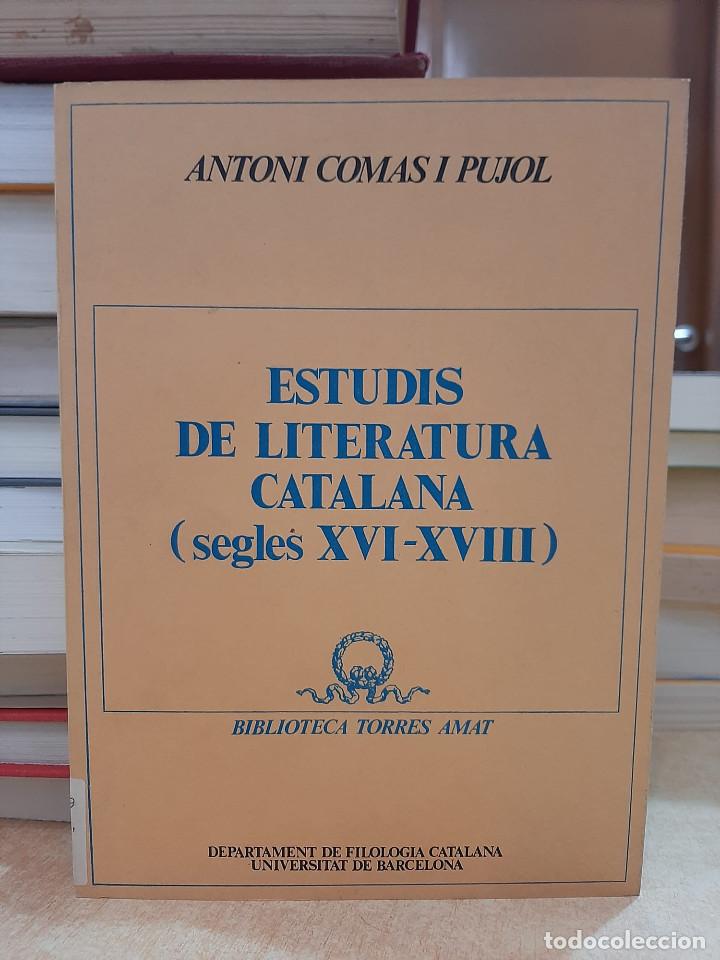 ANTONI COMAS I PUJOL
ESTUDIS
DE LITERATURA
CATALANA
(segles XVI-XVIII)
BIBLIOTECA TORRES AMAT
DEPARTAMENT DE FILOLOGIA CATALANA
UNIVERSITAT DE BARCELONA
todocoleccion